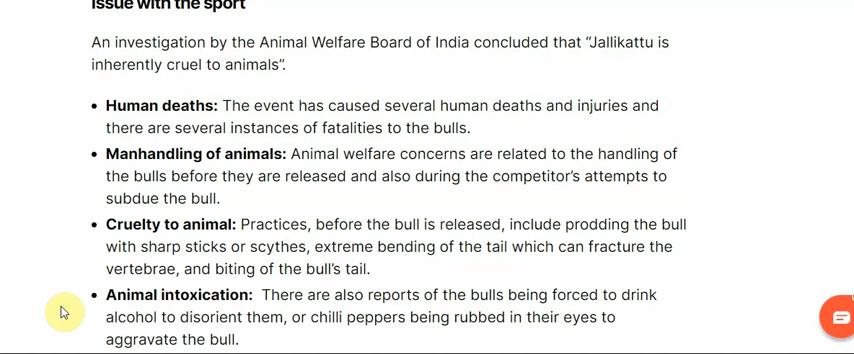 Issue with the sport
An investigation by the Animal Welfare Board of India concluded that “Jallikattu is
inherently cruel to animals”.
• Human deaths: The event has caused several human deaths and injuries and
there are several instances of fatalities to the bulls.
• Manhandling of animals: Animal welfare concerns are related to the handling of
the bulls before they are released and also during the competitor’s attempts to
subdue the bull.
• Cruelty to animal: Practices, before the bull is released, include prodding the bull
with sharp sticks or scythes, extreme bending of the tail which can fracture the
vertebrae, and biting of the bull’s tail.
• Animal intoxication: There are also reports of the bulls being forced to drink
alcohol to disorient them, or chilli peppers being rubbed in their eyes to
aggravate the bull.